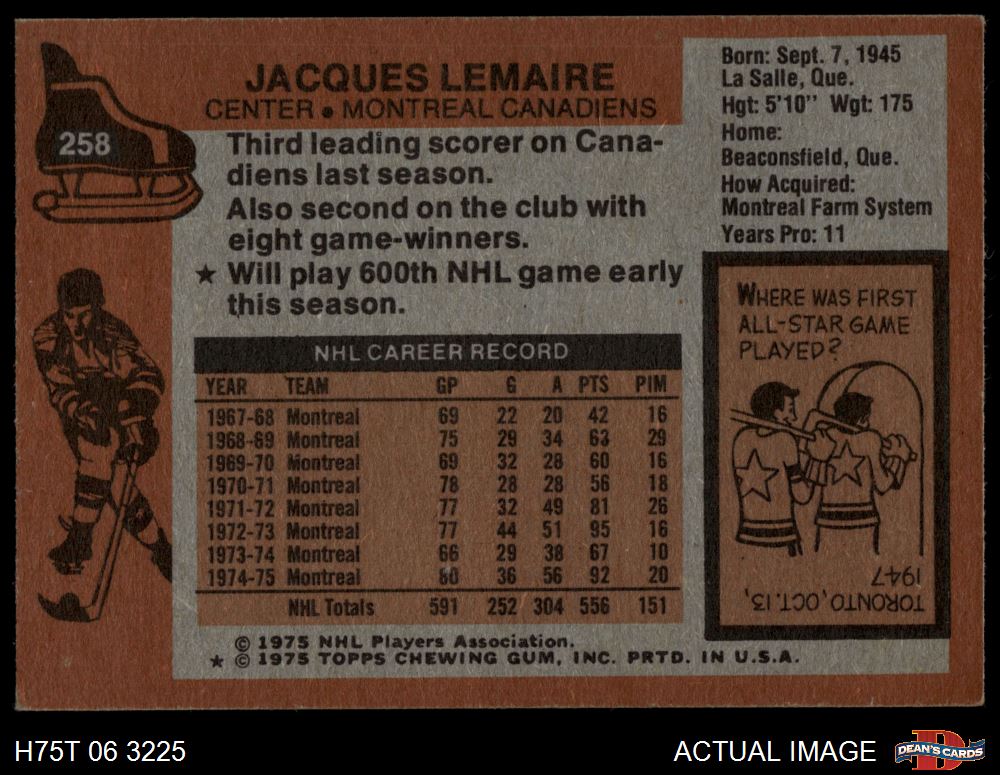 258
JACQUES LEMAIRE
CENTER • MONTREAL CANADIENS
Third leading scorer on Cana-
diens last season.
Also second on the club with
eight game-winners.
★ Will play 600th NHL game early
this season.
Born: Sept. 7, 1945
La Salle, Que.
Hgt: 5'10" Wgt: 175
Home:
Beaconsfield, Que.
How Acquired:
Montreal Farm System
Years Pro: 11
NHL CAREER RECORD
YEAR TEAM GP G A PTS PIM
1967-68 Montreal 69 22 20 42 16
1968-69 Montreal 75 29 34 63 29
1969-70 Montreal 69 32 28 60 16
1970-71 Montreal 78 28 28 56 18
1971-72 Montreal 77 32 49 81 26
1972-73 Montreal 77 44 51 95 16
1973-74 Montreal 66 29 38 67 10
1974-75 Montreal 80 36 56 92 20
NHL Totals 591 252 304 556 151
WHERE WAS FIRST
ALL-STAR GAME
PLAYED?
TORONTO, OCT. 13,
1947
© 1975 NHL Players Association.
★ © 1975 TOPPS CHEWING GUM, INC. PRTD. IN U.S.A.
H75T 06 3225
ACTUAL IMAGE
DEAN'S CARDS